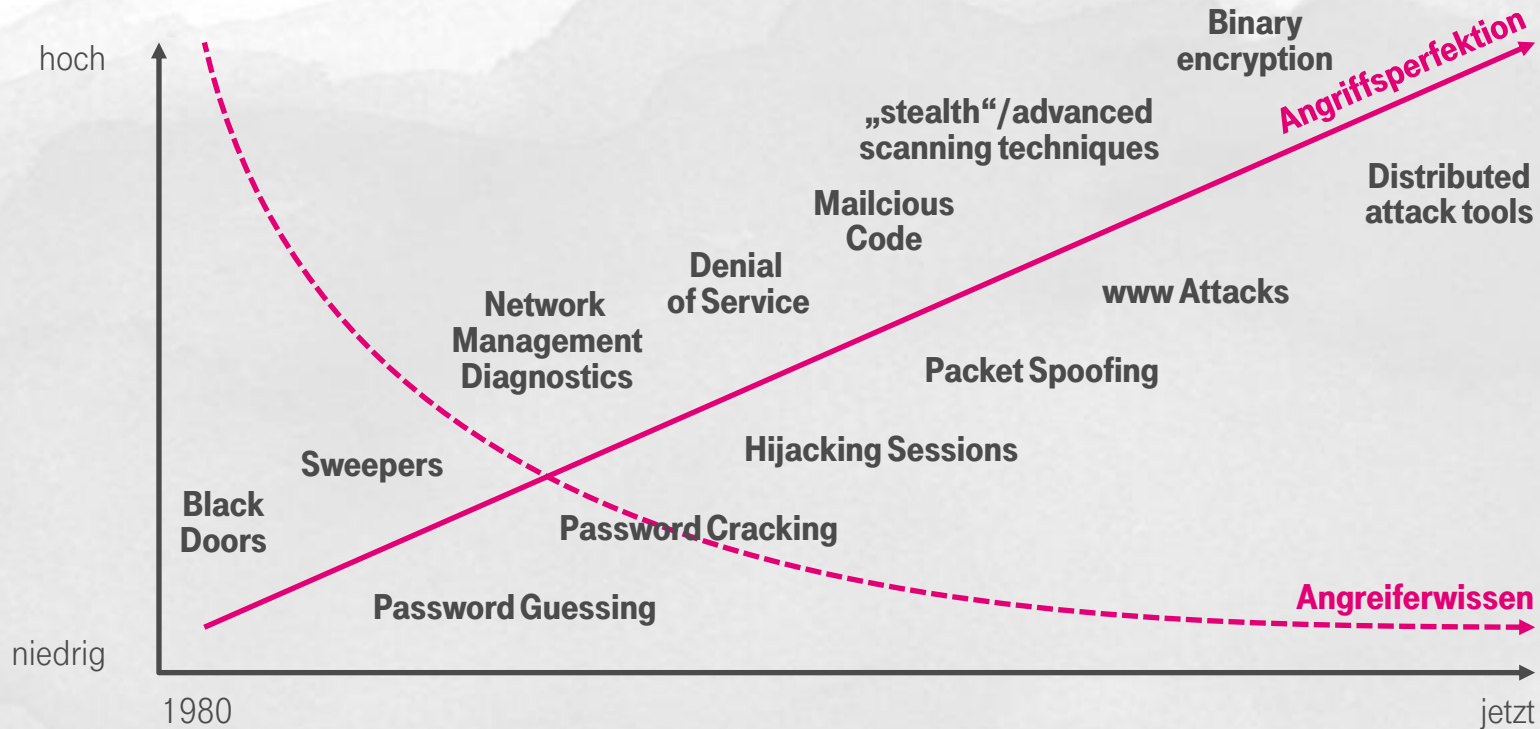 hoch
Binary
encryption
Angriffsperfektion
„stealth“/advanced
scanning techniques
Distributed
attack tools
Mailcious
Code
Denial
of Service
www Attacks
Network
Management
Diagnostics
Packet Spoofing
Sweepers
Hijacking Sessions
Black
Doors
Password Cracking
Password Guessing
Angreiferwissen
niedrig
1980
jetzt